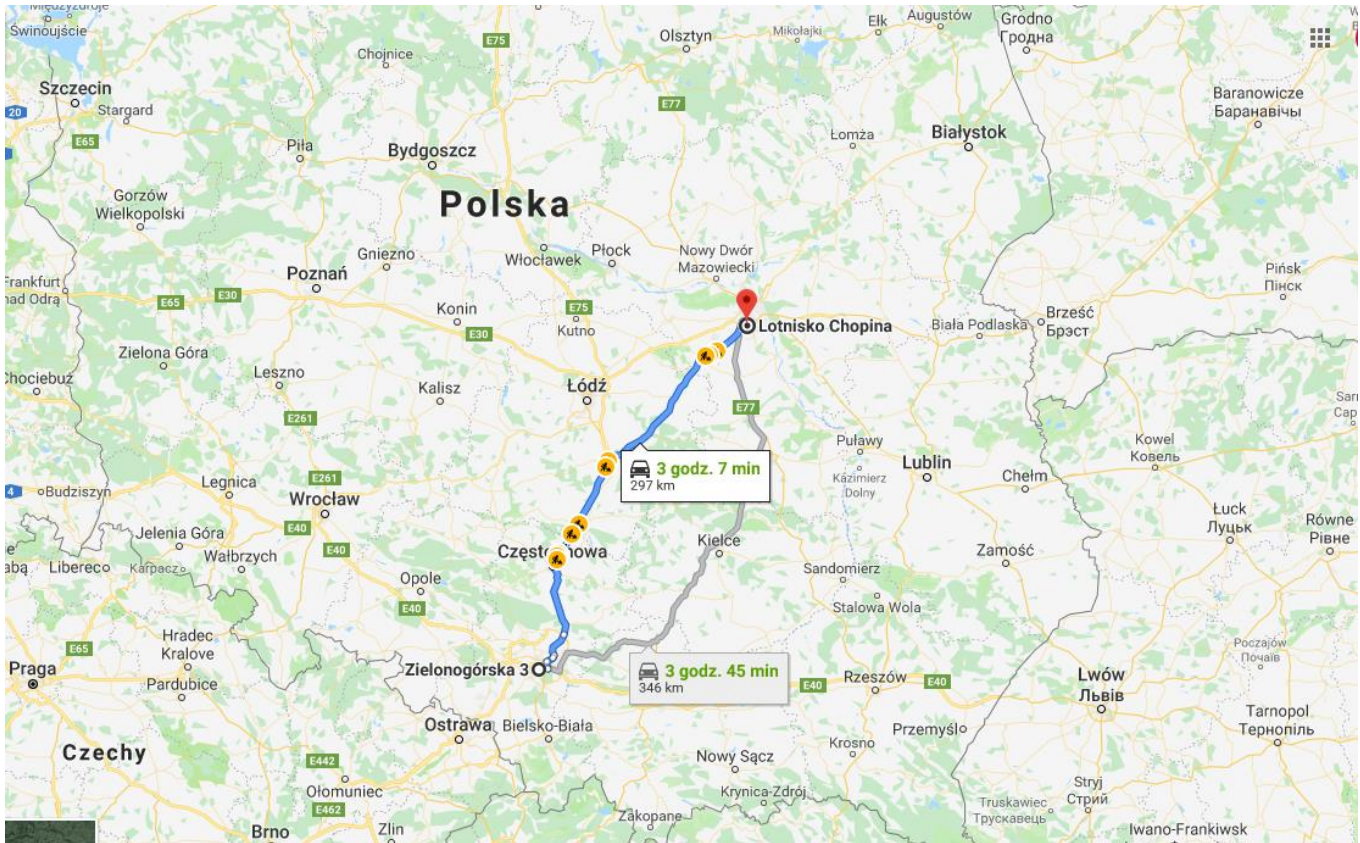 Międzyzdroje
Świnoujście
Szczecin
Stargard
20
E65
Chojnice
E75
Olsztyn
Mikołajki
Ełk
Augustów
Grodno
Гродна
E77
Baranowicze
Баранавічы
Piła
Bydgoszcz
Łomża
Białystok
Gorzów
Wielkopolski
Polska
Gniezno
Włocławek
Płock
Nowy Dwór
Mazowiecki
Frankfurt
nad Odrą
E65
E30
Poznań
Konin
E30
E75
Kutno
Lotnisko Chopina
Biała Podlaska
Brześć
Брэст
Pińsk
Пінск
Zielona Góra
Chociebuż
Leszno
Kalisz
Łódź
E261
E77
Puławy
Kazimierz
Dolny
Lublin
Chełm
Kowel
Ковель
3 godz. 7 min
297 km
4
Budziszyn
Legnica
E261
Wrocław
E40
Łuck
Луцьк
Równe
Рівне
Jelenia Góra
Liberec
Karpacz
Wałbrzych
E40
Kielce
Zamość
Opole
E40
Sandomierz
Stalowa Wola
Hradec
Kralove
E65
Praga
Pardubice
Zielonogórska 3
3 godz. 45 min
346 km
E40
Rzeszów
E40
Poczajów
Почаїв
Lwów
Львів
Tarnopol
Тернопіль
Ostrawa
Bielsko-Biała
Przemyśl
Krosno
Czechy
E442
Ołomuniec
E462
Nowy Sącz
Krynica-Zdrój
Stryj
Стрий
Truskawiec
Трускавець
Zakopane
Brno
Zlin
Iwano-Frankiwsk